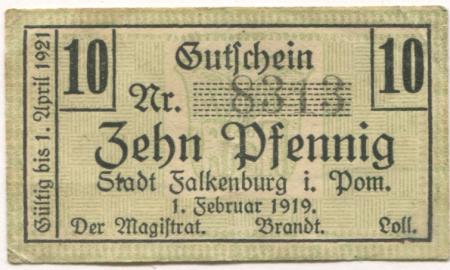 Gültig bis 1. April 1921
10
Gutschein
10
Nr. 8313
Zehn Pfennig
Stadt Falkenburg i. Pom.
1. Februar 1919.
Der Magistrat. Brandt. Loll.